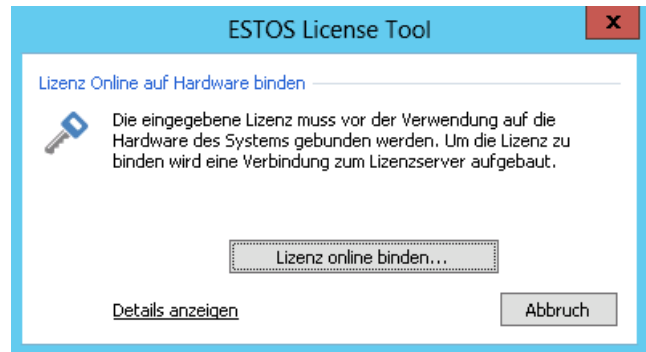 ESTOS License Tool
x
Lizenz Online auf Hardware binden
Die eingegebene Lizenz muss vor der Verwendung auf die
Hardware des Systems gebunden werden. Um die Lizenz zu
binden wird eine Verbindung zum Lizenzserver aufgebaut.
Lizenz online binden...
Details anzeigen
Abbruch